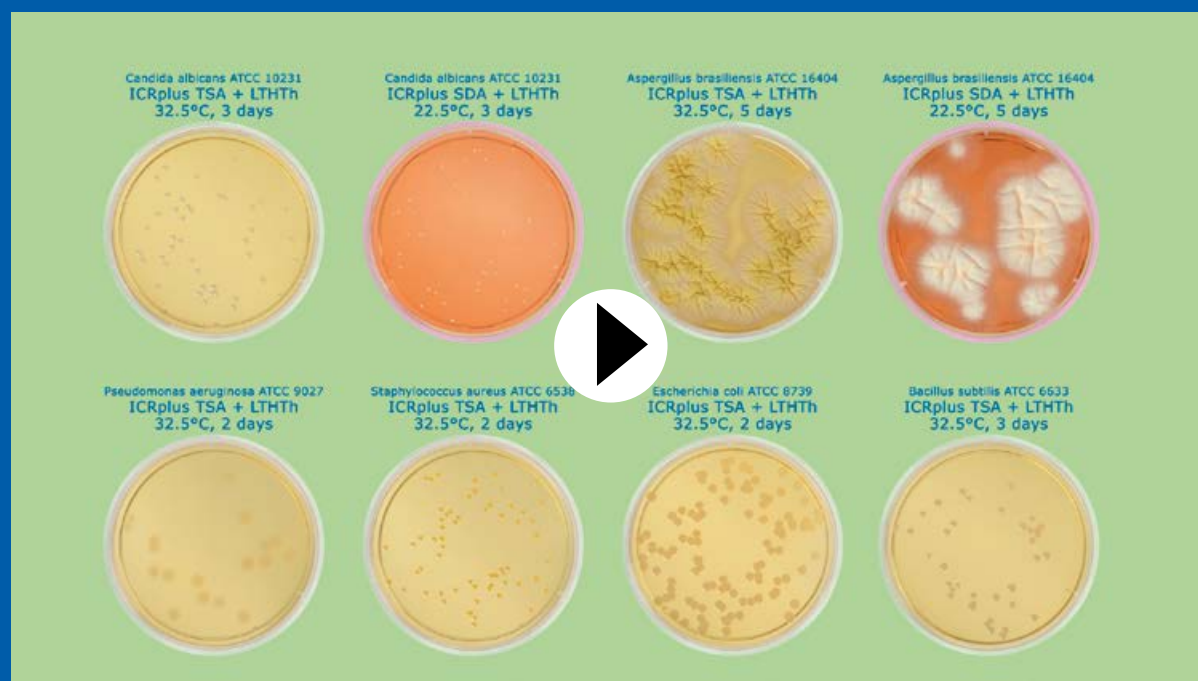 Candida albicans ATCC 10231
ICRplus TSA + LTHTh
32.5°C, 3 days
Candida albicans ATCC 10231
ICRplus SDA + LTHTh
22.5°C, 3 days
Aspergillus brasiliensis ATCC 16404
ICRplus TSA + LTHTh
32.5°C, 5 days
Aspergillus brasiliensis ATCC 16404
ICRplus SDA + LTHTh
22.5°C, 5 days
Pseudomonas aeruginosa ATCC 9027
ICRplus TSA + LTHTh
32.5°C, 2 days
Staphylococcus aureus ATCC 6538
ICRplus TSA + LTHTh
32.5°C, 2 days
Escherichia coli ATCC 8739
ICRplus TSA + LTHTh
32.5°C, 2 days
Bacillus subtilis ATCC 6633
ICRplus TSA + LTHTh
32.5°C, 3 days